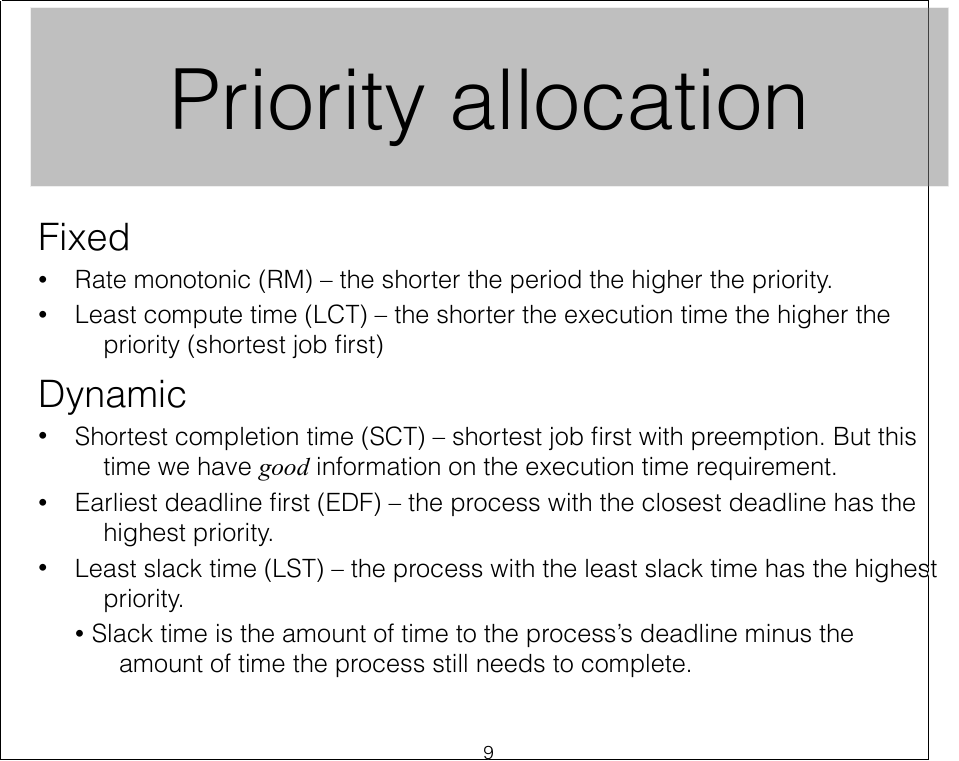 Priority allocation
Fixed
• Rate monotonic (RM) – the shorter the period the higher the priority.
• Least compute time (LCT) – the shorter the execution time the higher the
priority (shortest job first)
Dynamic
• Shortest completion time (SCT) – shortest job first with preemption. But this
time we have good information on the execution time requirement.
• Earliest deadline first (EDF) – the process with the closest deadline has the
highest priority.
• Least slack time (LST) – the process with the least slack time has the highest
priority.
• Slack time is the amount of time to the process’s deadline minus the
amount of time the process still needs to complete.
9